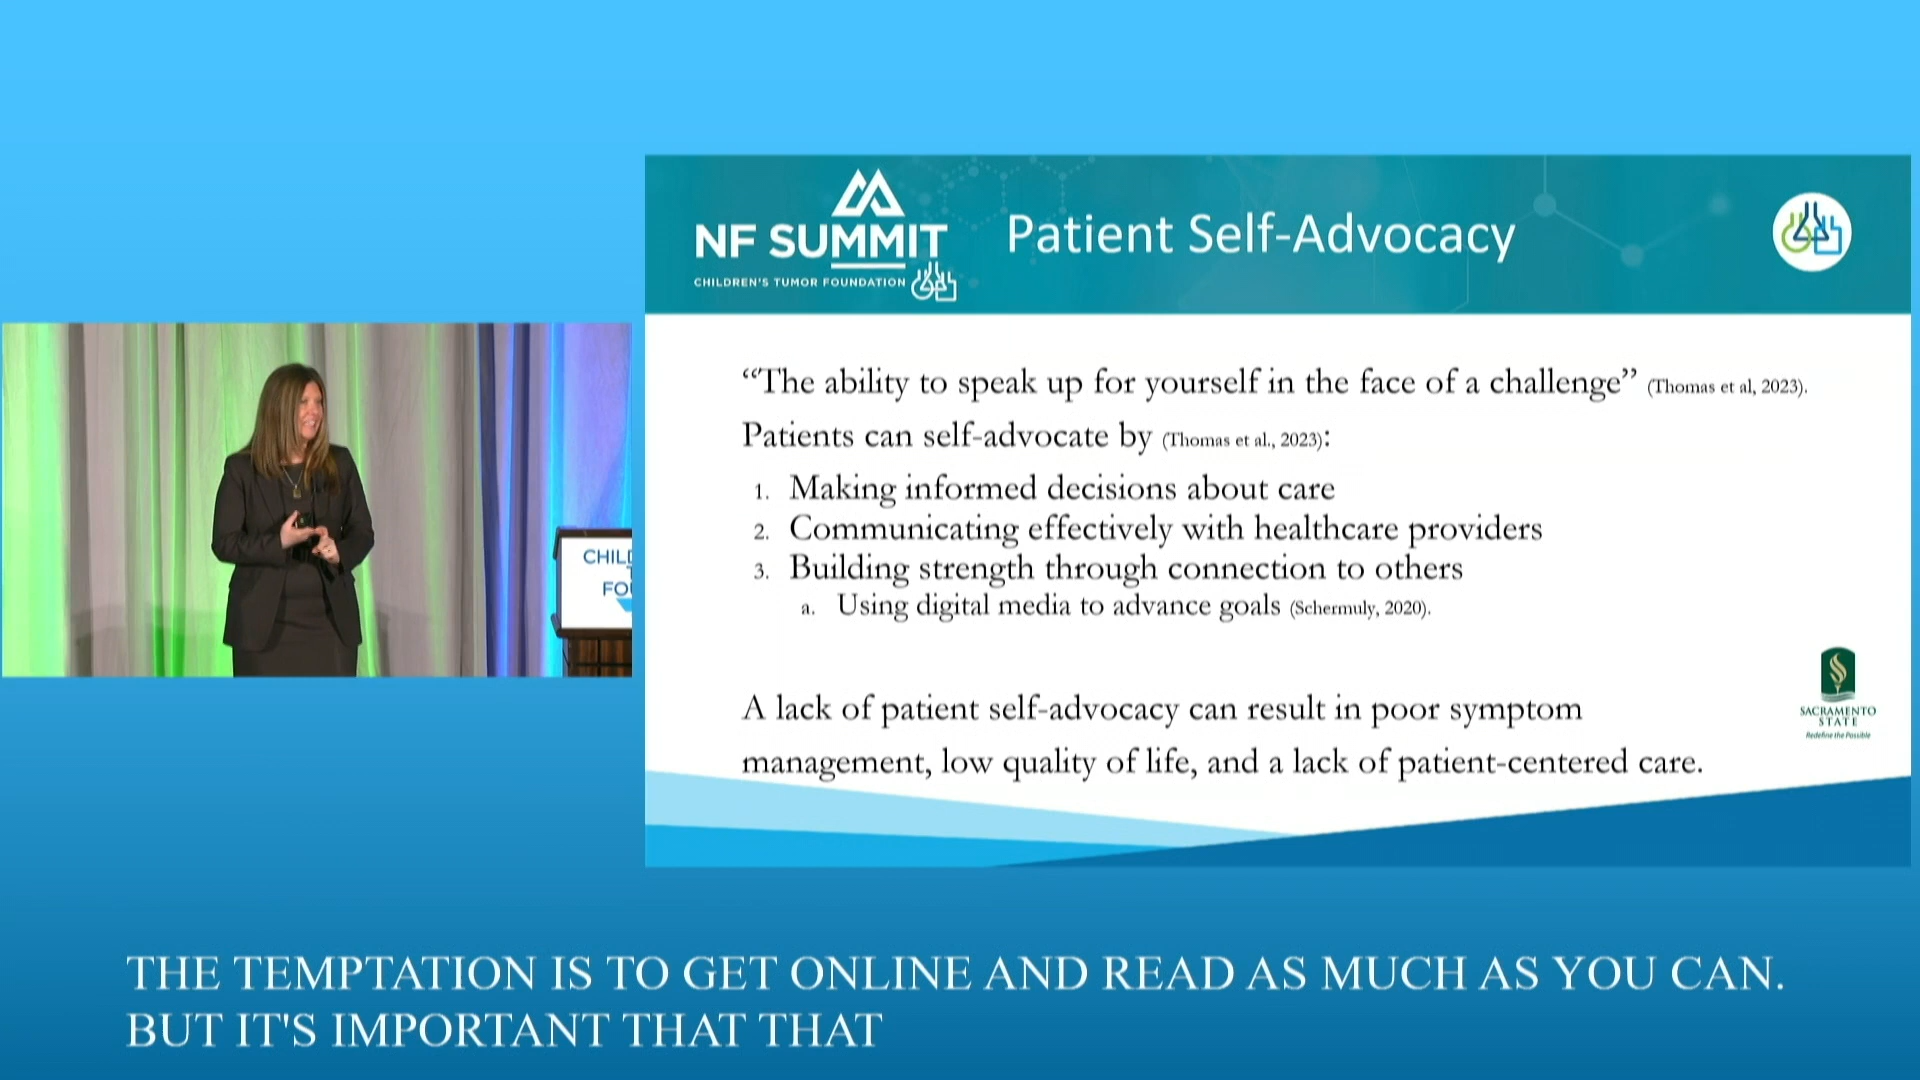 NF SUMMIT
CHILDREN'S TUMOR FOUNDATION
Patient Self-Advocacy
“The ability to speak up for yourself in the face of a challenge” (Thomas et al, 2023).
Patients can self-advocate by (Thomas et al., 2023):
1. Making informed decisions about care
2. Communicating effectively with healthcare providers
3. Building strength through connection to others
a. Using digital media to advance goals (Schermuly, 2020).
A lack of patient self-advocacy can result in poor symptom
management, low quality of life, and a lack of patient-centered care.
SACRAMENTO
STATE
Redefine the Possible
CHILD
FOU
THE TEMPTATION IS TO GET ONLINE AND READ AS MUCH AS YOU CAN.
BUT IT'S IMPORTANT THAT THAT